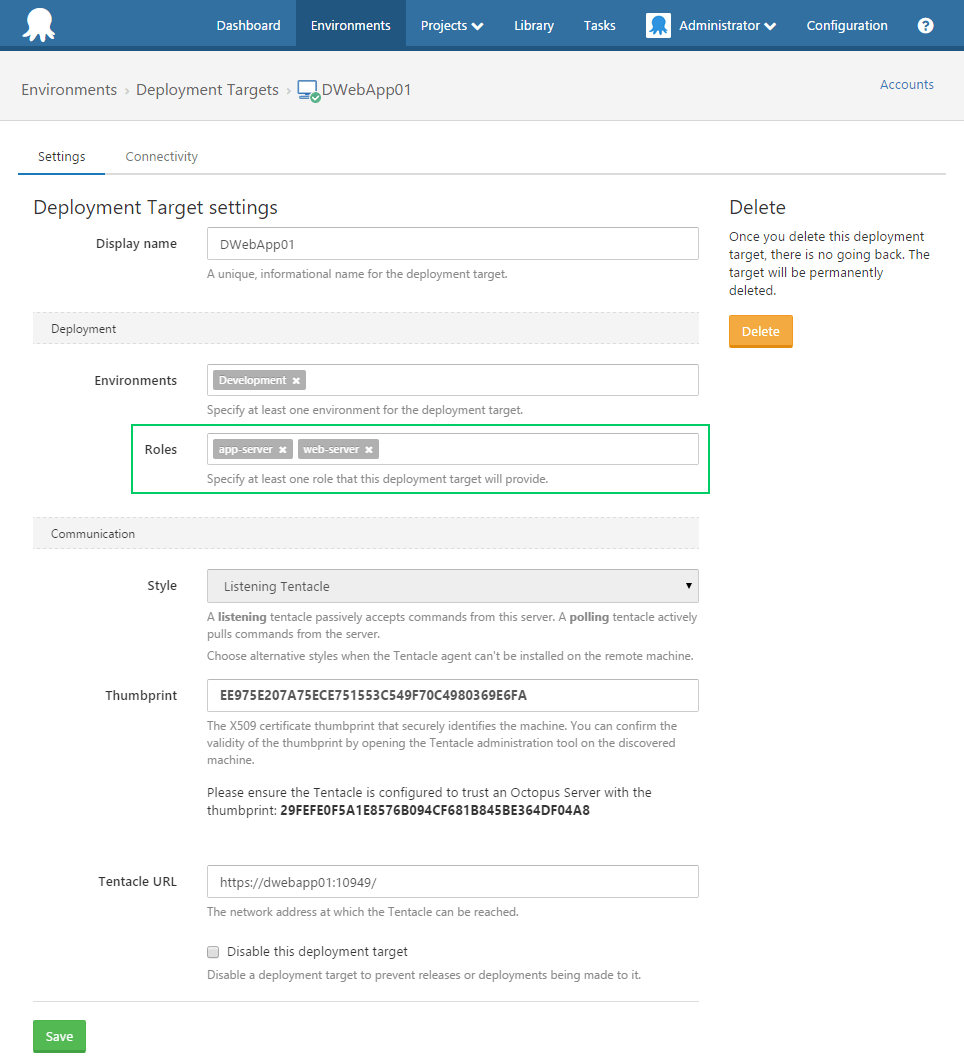 Dashboard Environments Projects Library Tasks Administrator Configuration ?
Environments › Deployment Targets › DWebApp01
Accounts
Settings Connectivity
Deployment Target settings
Display name DWebApp01
A unique, informational name for the deployment target.
Deployment
Environments Development ×
Specify at least one environment for the deployment target.
Roles app-server × web-server ×
Specify at least one role that this deployment target will provide.
Communication
Style Listening Tentacle
A listening tentacle passively accepts commands from this server. A polling tentacle actively
pulls commands from the server.
Choose alternative styles when the Tentacle agent can't be installed on the remote machine.
Thumbprint EE975E207A75ECE751553C549F70C4980369E6FA
The X509 certificate thumbprint that securely identifies the machine. You can confirm the
validity of the thumbprint by opening the Tentacle administration tool on the discovered
machine.
Please ensure the Tentacle is configured to trust an Octopus Server with the
thumbprint: 29FEFE0F5A1E8576B094CF681B845BE364DF04A8
Tentacle URL https://dwebapp01:10949/
The network address at which the Tentacle can be reached.
Disable this deployment target
Disable a deployment target to prevent releases or deployments being made to it.
Save
Delete
Once you delete this deployment
target, there is no going back. The
target will be permanently
deleted.
Delete